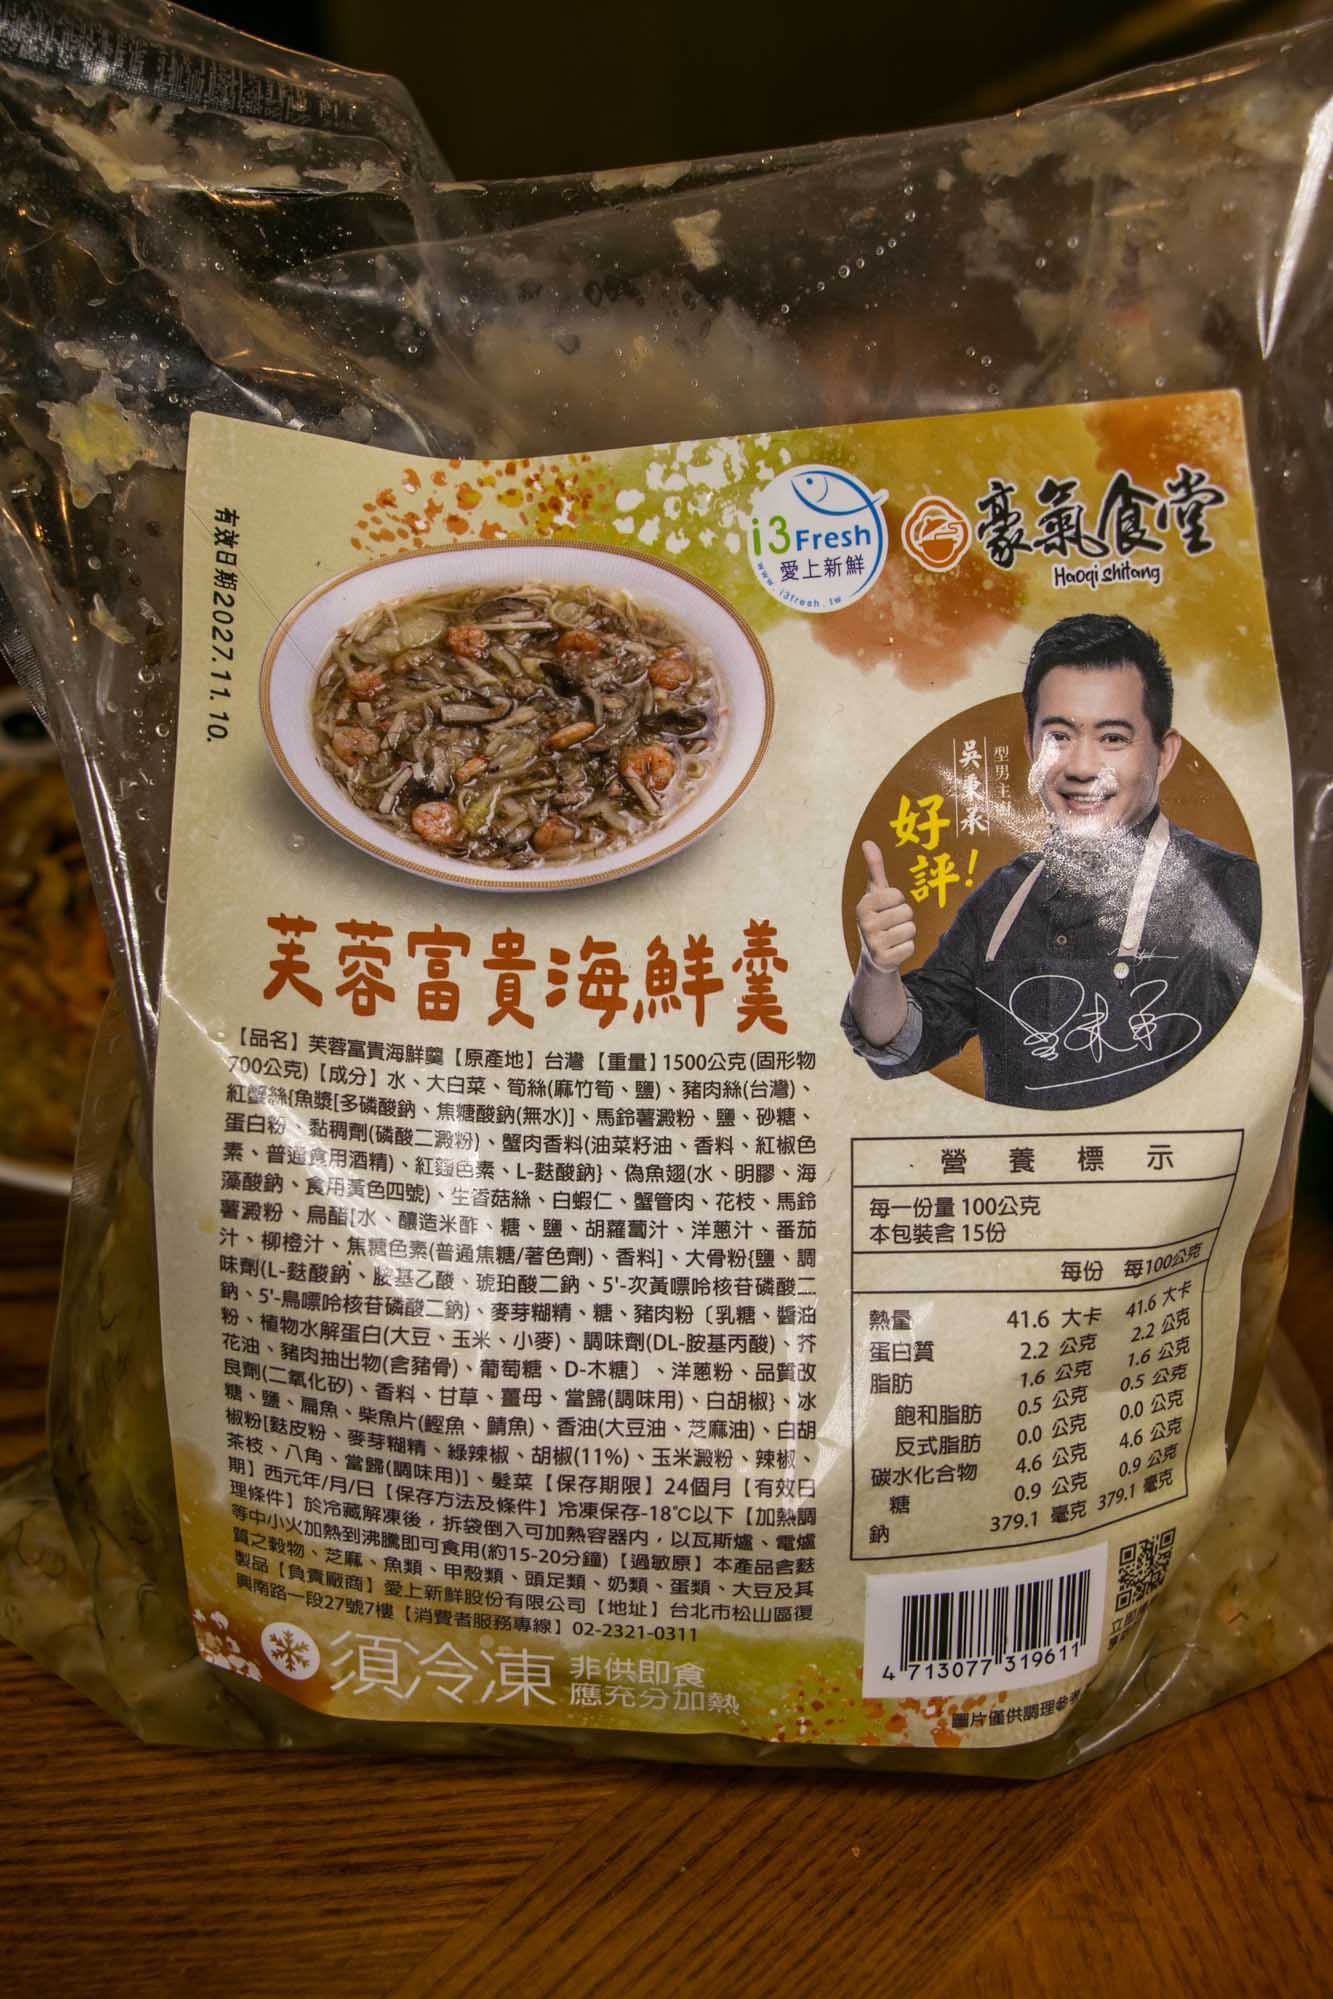 有效日期2027.11.10.
i3Fresh
愛上新鮮
www.i3fresh.tw
豪氣食堂
Haoqi shitang
型男主廚
吳秉承
好評!
芙蓉富貴海鮮羹
【品名】芙蓉富貴海鮮羹【原產地】台灣【重量】1500公克(固形物
700公克)【成分】水、大白菜、筍絲(麻竹筍、鹽)、豬肉絲(台灣)、
紅蟹絲{魚漿[多磷酸鈉、焦糖酸鈉(無水)]、馬鈴薯澱粉、鹽、砂糖、
蛋白粉、黏稠劑(磷酸二澱粉)、蟹肉香料(油菜籽油、香料、紅椒色
素、普通食用酒精)、紅麴色素、L-麩酸鈉}、偽魚翅(水、明膠、海
藻酸鈉、食用黃色四號)、生香菇絲、白蝦仁、蟹管肉、花枝、馬鈴
薯澱粉、烏醋[水、釀造米酢、糖、鹽、胡蘿蔔汁、洋蔥汁、番茄
汁、柳橙汁、焦糖色素(普通焦糖/著色劑)、香料]、大骨粉{鹽、調
味劑(L-麩酸鈉、胺基乙酸、琥珀酸二鈉、5'-次黃嘌呤核苷磷酸二
鈉、5'-鳥嘌呤核苷磷酸二鈉)、麥芽糊精、糖、豬肉粉〔乳糖、醬油
粉、植物水解蛋白(大豆、玉米、小麥)、調味劑(DL-胺基丙酸)、芥
花油、豬肉抽出物(含豬骨)、葡萄糖、D-木糖〕、洋蔥粉、品質改
良劑(二氧化矽)、香料、甘草、薑母、當歸(調味用)、白胡椒}、冰
糖、鹽、扁魚、柴魚片(鰹魚、鯖魚)、香油(大豆油、芝麻油)、白胡
椒粉[麩皮粉、麥芽糊精、綠辣椒、胡椒(11%)、玉米澱粉、辣椒、
茶枝、八角、當歸(調味用)]、髮菜【保存期限】24個月【有效日
期】西元年/月/日【保存方法及條件】冷凍保存-18℃以下【加熱調
理條件】於冷藏解凍後，拆袋倒入可加熱容器內，以瓦斯爐、電爐
等中小火加熱到沸騰即可食用(約15-20分鐘)【過敏原】本產品含麩
質之穀物、芝麻、魚類、甲殼類、頭足類、奶類、蛋類、大豆及其
製品【負責廠商】愛上新鮮股份有限公司【地址】台北市松山區復
興南路一段27號7樓【消費者服務專線】02-2321-0311
須冷凍
非供即食
應充分加熱
營養標示
每一份量 100公克
本包裝含 15份
每份 每100公克
熱量 41.6 大卡 41.6 大卡
蛋白質 2.2 公克 2.2 公克
脂肪 1.6 公克 1.6 公克
飽和脂肪 0.5 公克 0.5 公克
反式脂肪 0.0 公克 0.0 公克
碳水化合物 4.6 公克 4.6 公克
糖 0.9 公克 0.9 公克
鈉 379.1 毫克 379.1 毫克
4 713077 319611
圖片僅供調理參考